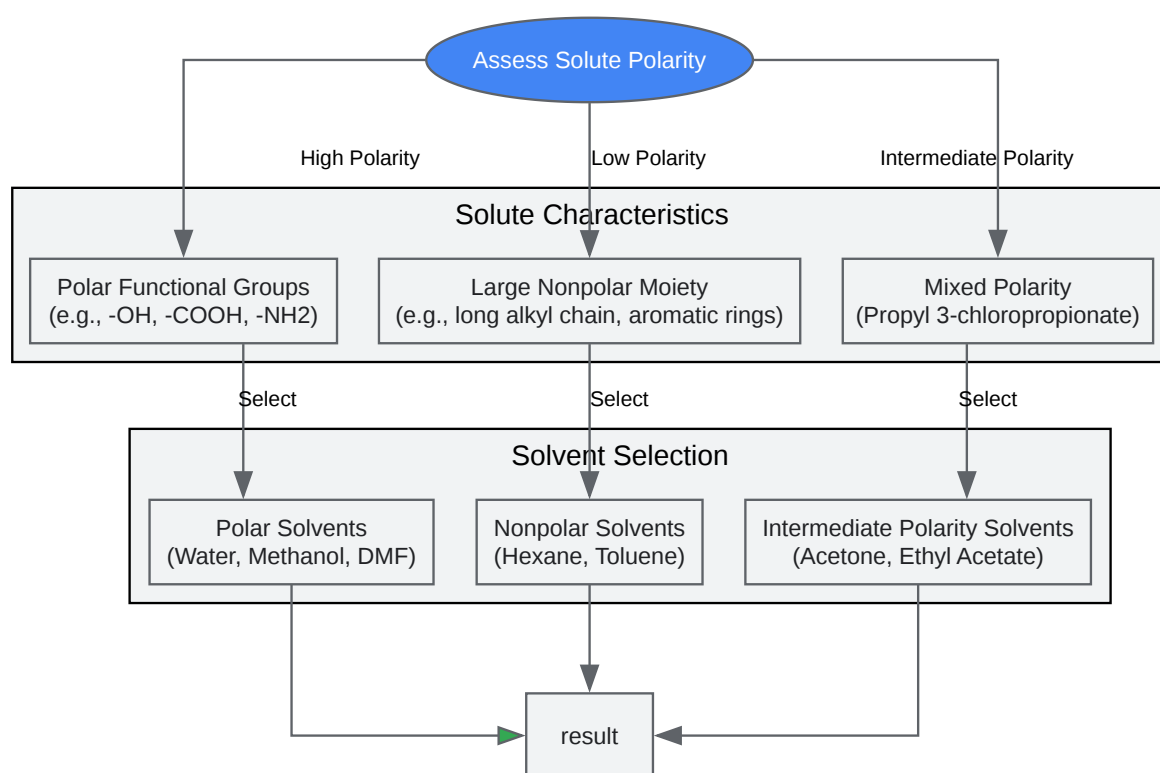 Assess Solute Polarity
High Polarity
Low Polarity
Intermediate Polarity
Solute Characteristics
Polar Functional Groups
(e.g., -OH, -COOH, -NH2)
Large Nonpolar Moiety
(e.g., long alkyl chain, aromatic rings)
Mixed Polarity
(Propyl 3-chloropropionate)
Select
Select
Select
Solvent Selection
Polar Solvents
(Water, Methanol, DMF)
Nonpolar Solvents
(Hexane, Toluene)
Intermediate Polarity Solvents
(Acetone, Ethyl Acetate)
result